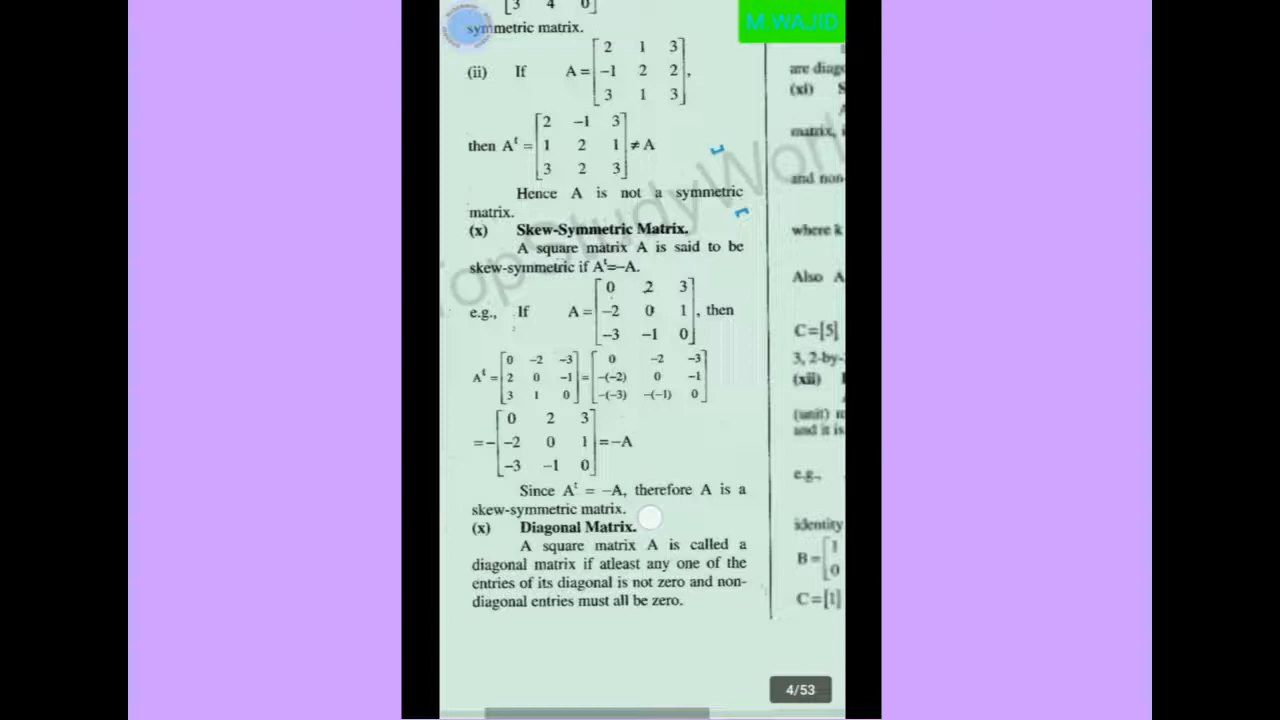 [3 4 0]
symmetric matrix.
M.WAJID
(ii) If A = [2 1 3
-1 2 2
3 1 3],
then Aᵗ = [2 -1 3
1 2 1
3 2 3] ≠ A
Hence A is not a symmetric
matrix.
(x) Skew-Symmetric Matrix.
A square matrix A is said to be
skew-symmetric if Aᵗ=-A.
e.g., If A = [0 2 3
-2 0 1
-3 -1 0], then
Aᵗ = [0 -2 -3
2 0 -1
3 1 0] = [0 -2 -3
-(-2) 0 -1
-(-3) -(-1) 0]
=-[0 2 3
-2 0 1
-3 -1 0] =-A
Since Aᵗ = -A, therefore A is a
skew-symmetric matrix.
(x) Diagonal Matrix.
A square matrix A is called a
diagonal matrix if atleast any one of the
entries of its diagonal is not zero and non-
diagonal entries must all be zero.
are diag
(xi)
matrix,
and non-
where k
Also A
C=[5]
3, 2-by-
(xii)
(unit)
and it is
e.g.,
identity
B=[1
0
C=[1]
4/53
TopStudyWorl